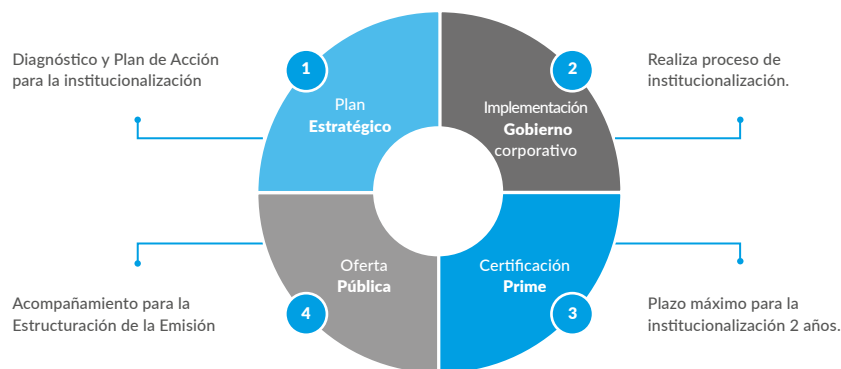 Diagnóstico y Plan de Acción
para la institucionalización
1
Plan
Estratégico
2
Implementación
Gobierno
corporativo
Realiza proceso de
institucionalización.
Certificación
Prime
3
Plazo máximo para la
institucionalización 2 años.
Oferta
Pública
4
Acompañamiento para la
Estructuración de la Emisión